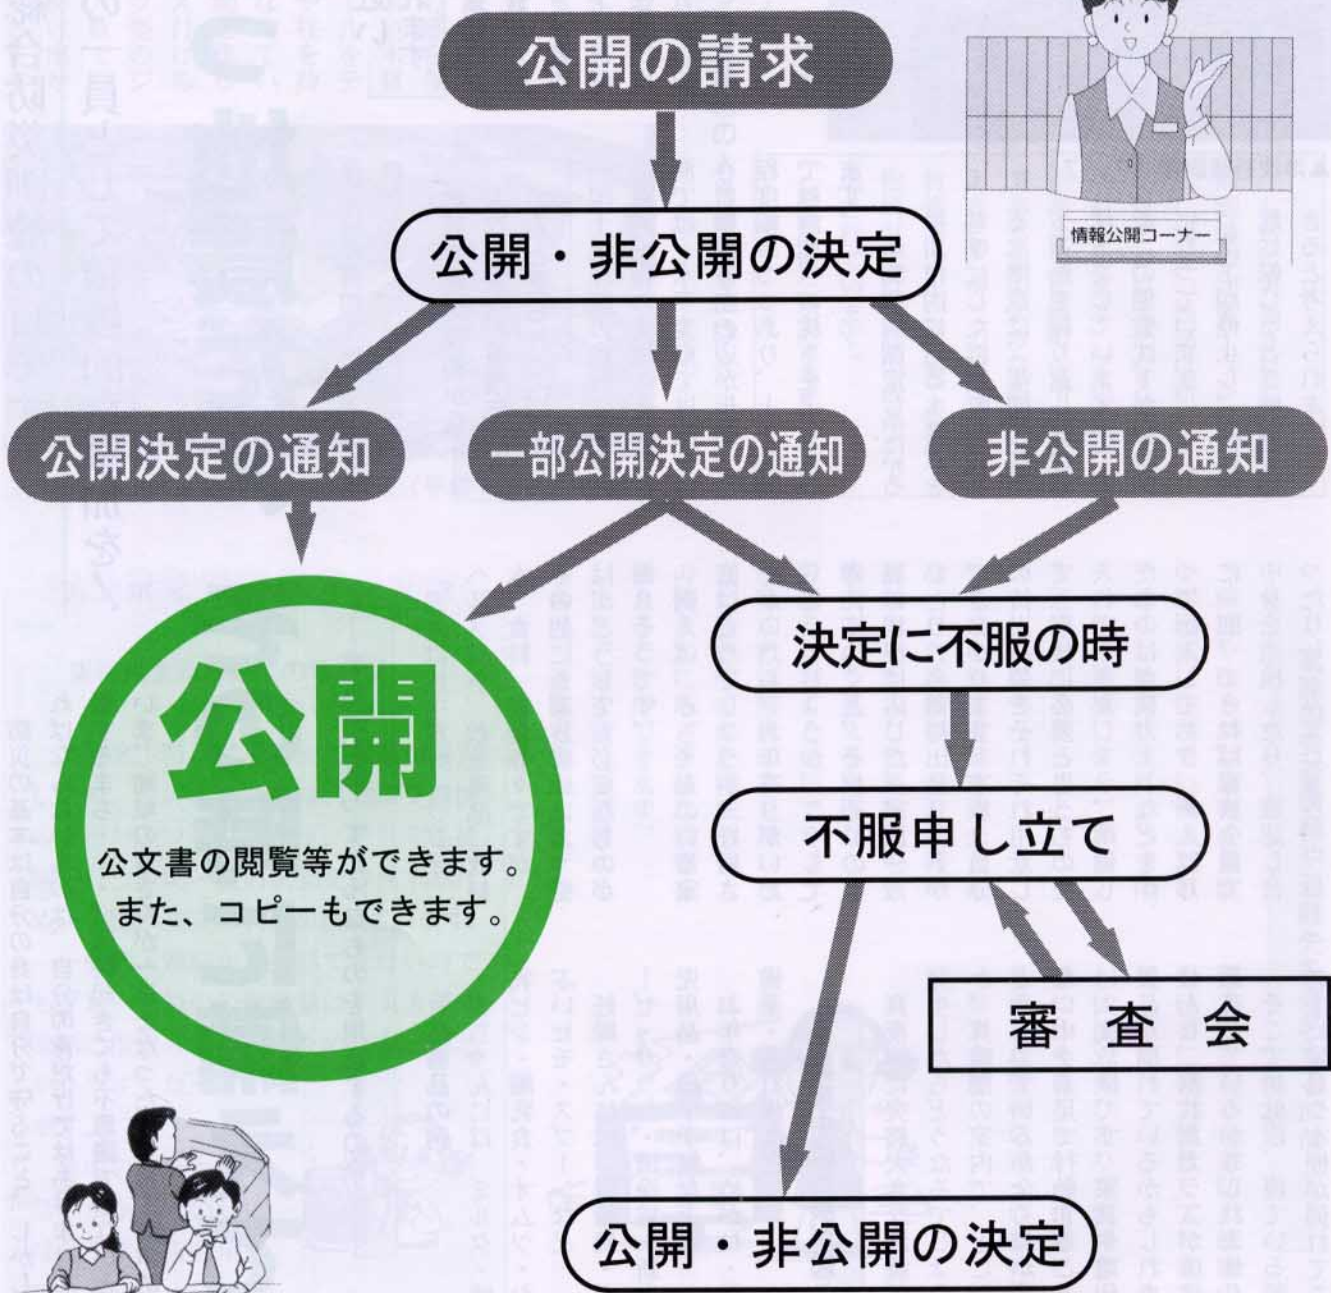 公開の請求
情報公開コーナー
公開・非公開の決定
公開決定の通知
一部公開決定の通知
非公開の通知
公開
公文書の閲覧等ができます。
また、コピーもできます。
決定に不服の時
不服申し立て
審査会
公開・非公開の決定